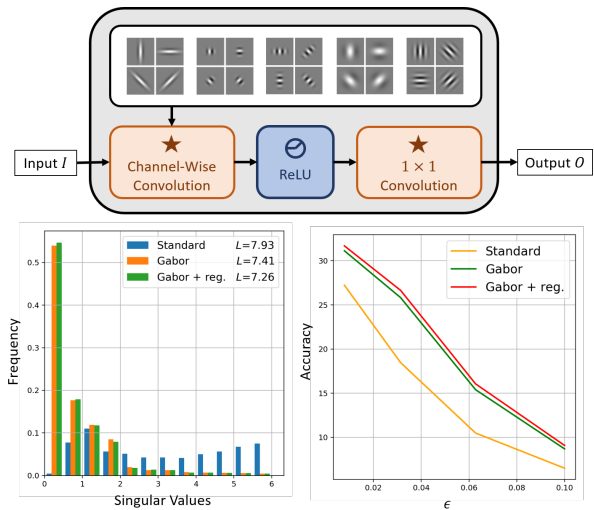 Input I
Channel-Wise
Convolution
ReLU
1 × 1
Convolution
Output O
Standard L=7.93
Gabor L=7.41
Gabor + reg. L=7.26
Frequency
0.5
0.4
0.3
0.2
0.1
0.0
0 1 2 3 4 5 6
Singular Values
Standard
Gabor
Gabor + reg.
Accuracy
30
25
20
15
10
0.02 0.04 0.06 0.08 0.10
ϵ